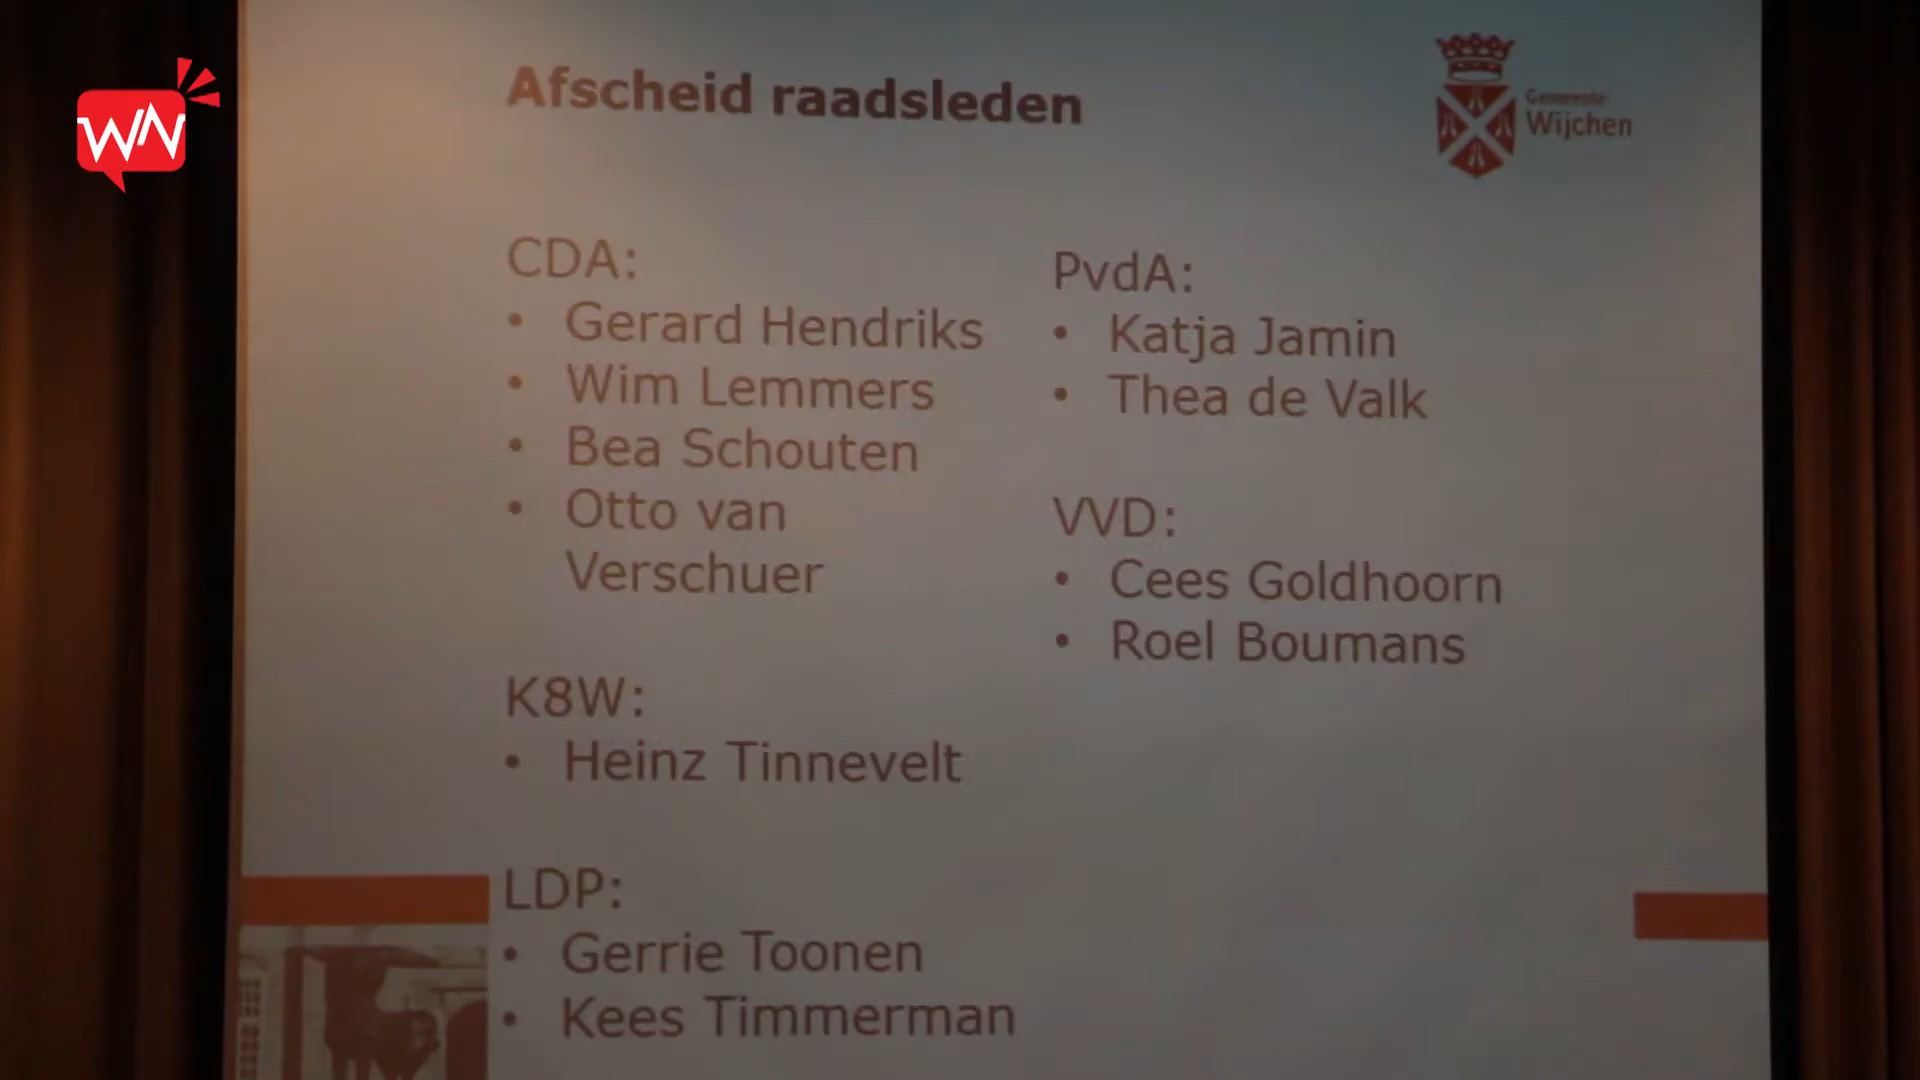 WN
Afscheid raadsleden
Gemeente
Wijchen
CDA:
• Gerard Hendriks
• Wim Lemmers
• Bea Schouten
• Otto van
Verschuer
K8W:
• Heinz Tinnevelt
LDP:
• Gerrie Toonen
• Kees Timmerman
PvdA:
• Katja Jamin
• Thea de Valk
VVD:
• Cees Goldhoorn
• Roel Boumans